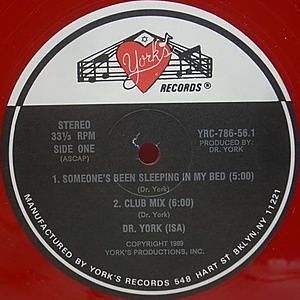 York's
RECORDS®
STEREO
33⅓ RPM
SIDE ONE
(ASCAP)
YRC-786-56.1
PRODUCED BY:
DR. YORK
1. SOMEONE'S BEEN SLEEPING IN MY BED (5:00)
(Dr. York)
2. CLUB MIX (6:00)
(Dr. York)
DR. YORK (ISA)
COPYRIGHT 1989
YORK'S PRODUCTIONS, INC.
MANUFACTURED BY YORK'S RECORDS 548 HART ST BKLYN NY 11221